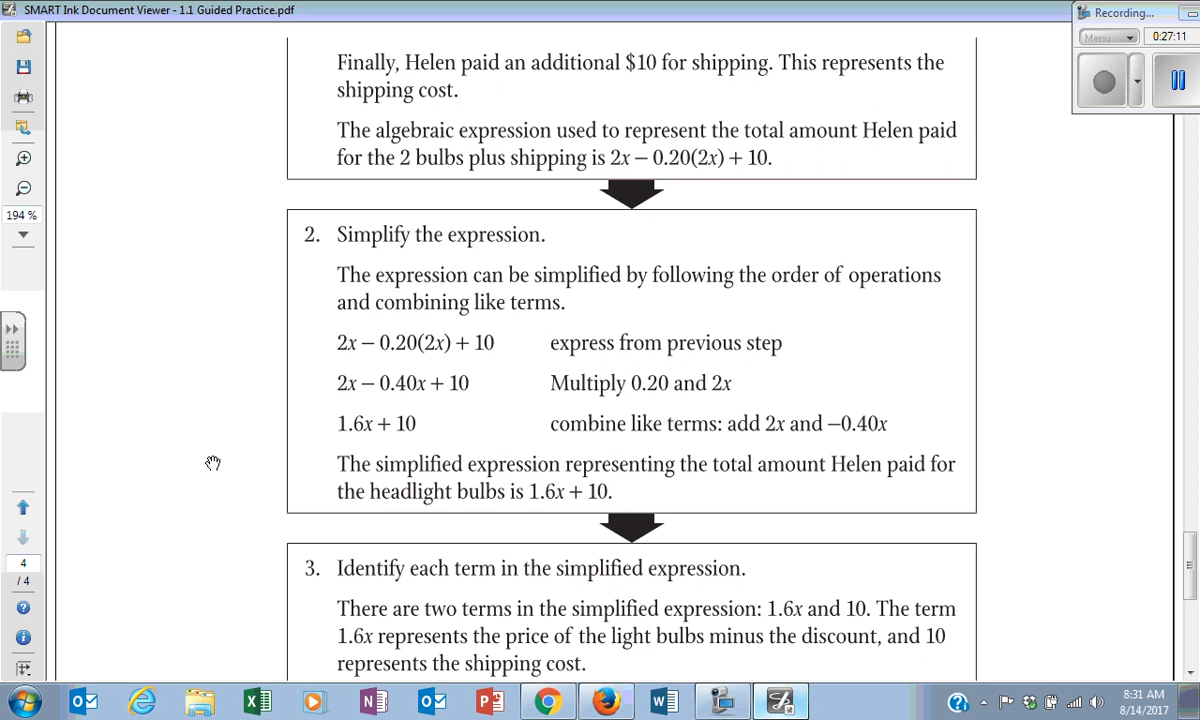 SMART Ink Document Viewer - 1.1 Guided Practice.pdf
Recording...
Menu
0:27:11
194 %
4
/ 4
Finally, Helen paid an additional $10 for shipping. This represents the
shipping cost.
The algebraic expression used to represent the total amount Helen paid
for the 2 bulbs plus shipping is 2x – 0.20(2x) + 10.
2. Simplify the expression.
The expression can be simplified by following the order of operations
and combining like terms.
2x – 0.20(2x) + 10 express from previous step
2x – 0.40x + 10 Multiply 0.20 and 2x
1.6x + 10 combine like terms: add 2x and –0.40x
The simplified expression representing the total amount Helen paid for
the headlight bulbs is 1.6x + 10.
3. Identify each term in the simplified expression.
There are two terms in the simplified expression: 1.6x and 10. The term
1.6x represents the price of the light bulbs minus the discount, and 10
represents the shipping cost.
8:31 AM
8/14/2017